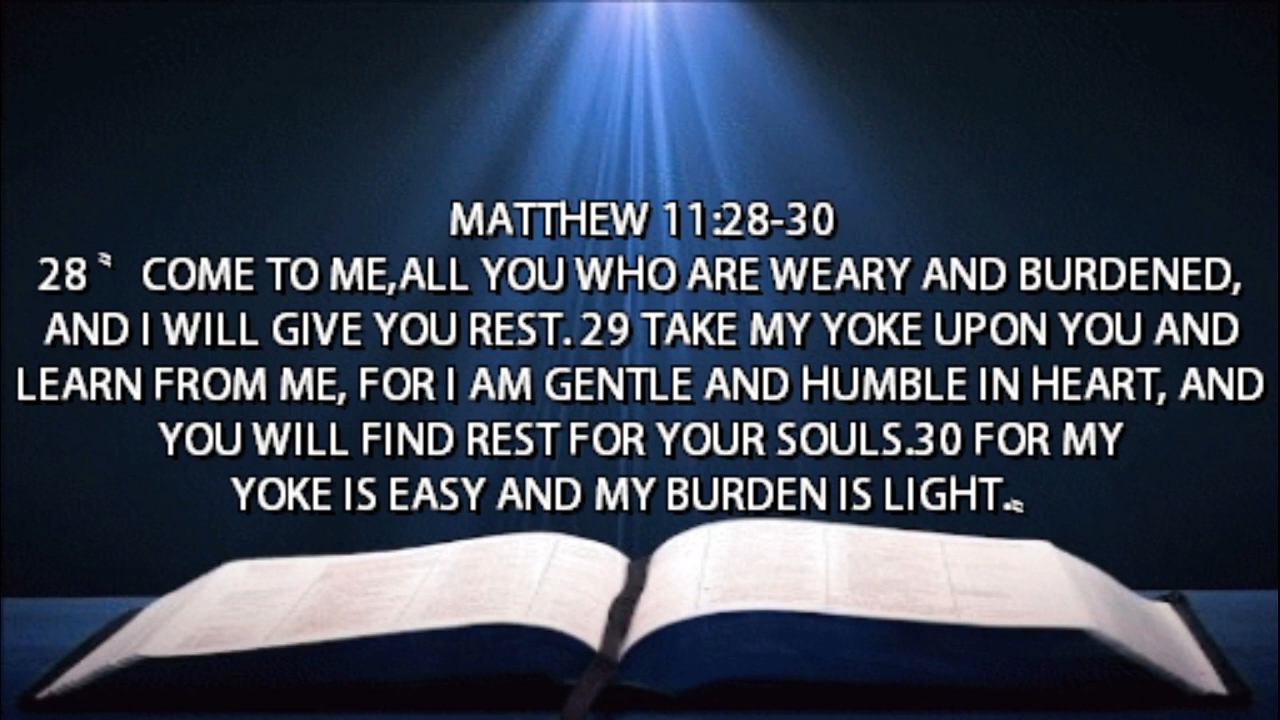 MATTHEW 11:28-30
28 〝 COME TO ME,ALL YOU WHO ARE WEARY AND BURDENED,
AND I WILL GIVE YOU REST. 29 TAKE MY YOKE UPON YOU AND
LEARN FROM ME, FOR I AM GENTLE AND HUMBLE IN HEART, AND
YOU WILL FIND REST FOR YOUR SOULS.30 FOR MY
YOKE IS EASY AND MY BURDEN IS LIGHT.〟